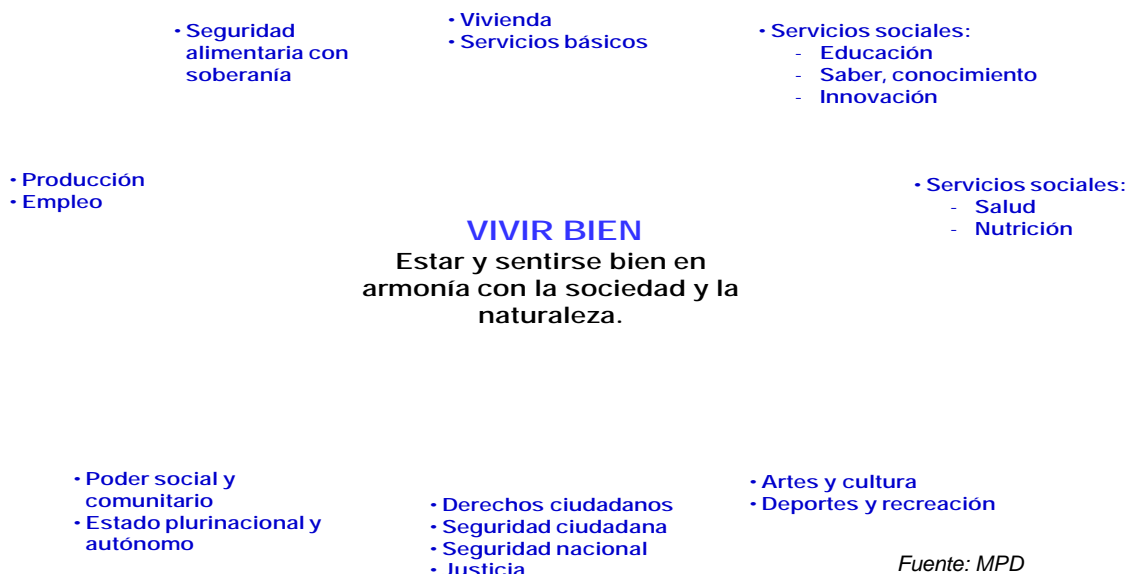 • Seguridad
alimentaria con
soberanía
• Vivienda
• Servicios básicos
• Servicios sociales:
- Educación
- Saber, conocimiento
- Innovación
• Producción
• Empleo
• Servicios sociales:
- Salud
- Nutrición
VIVIR BIEN
Estar y sentirse bien en
armonía con la sociedad y la
naturaleza.
• Poder social y
comunitario
• Estado plurinacional y
autónomo
• Derechos ciudadanos
• Seguridad ciudadana
• Seguridad nacional
• Justicia
• Artes y cultura
• Deportes y recreación
Fuente: MPD